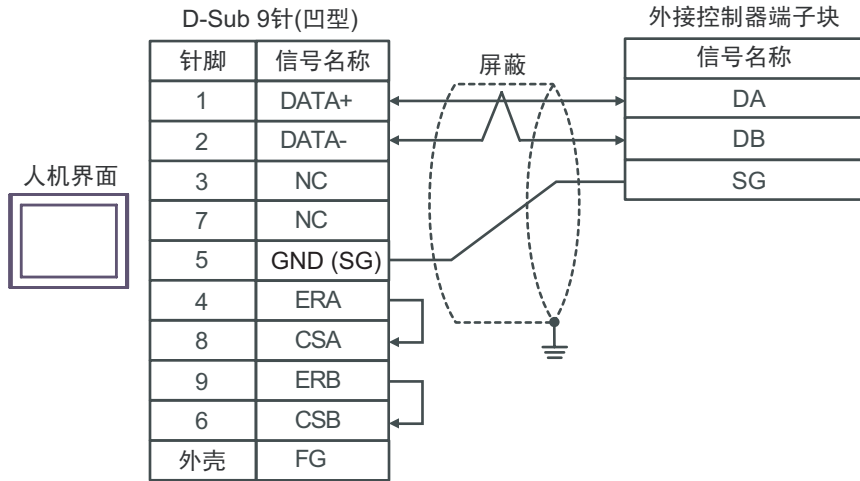 D-Sub 9针(凹型)
外接控制器端子块
针脚 信号名称
屏蔽
信号名称
1 DATA+
DA
2 DATA-
DB
人机界面
3 NC
SG
7 NC
5 GND (SG)
4 ERA
8 CSA
9 ERB
6 CSB
外壳 FG